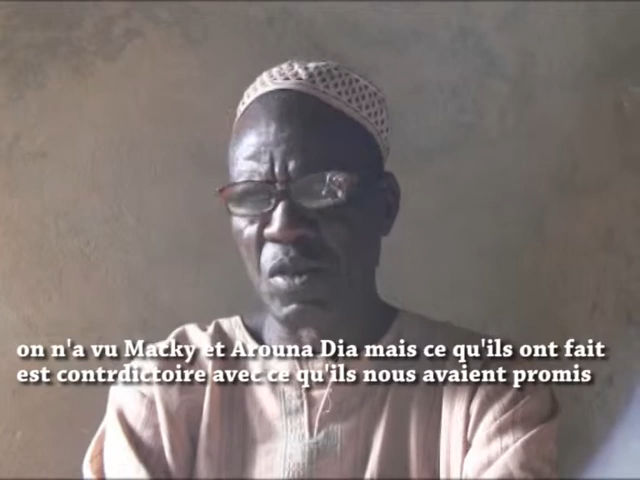 on n'a vu Macky et Arouna Dia mais ce qu'ils ont fait
est contrdictoire avec ce qu'ils nous avaient promis